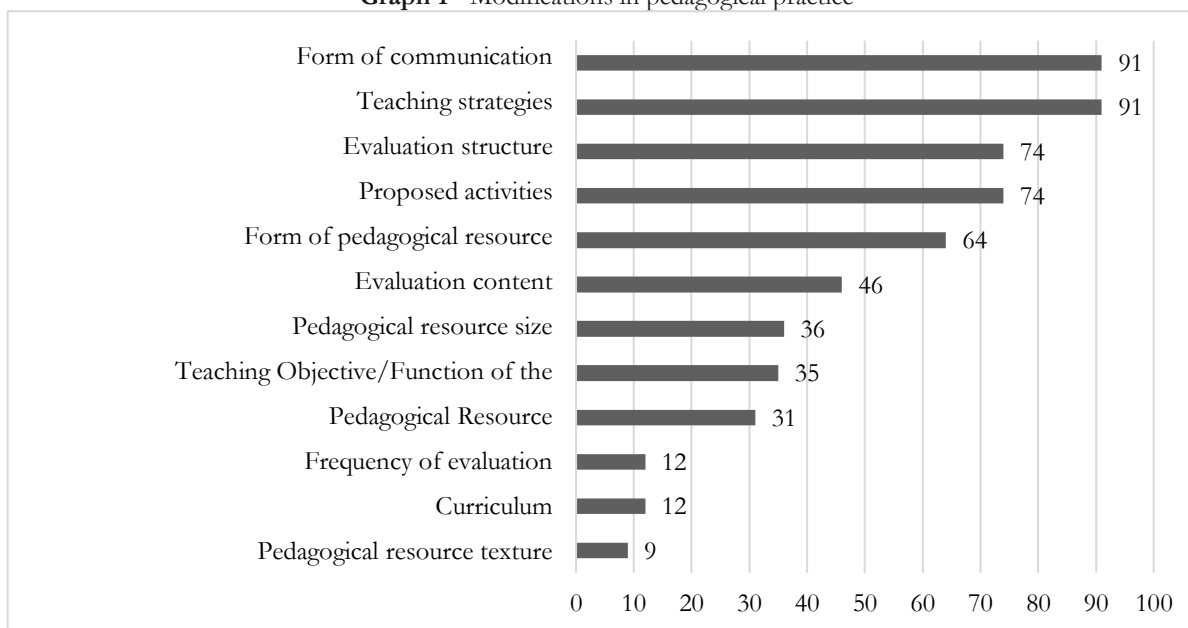 Graph 1 - Modifications in pedagogical practice
Form of communication 91
Teaching strategies 91
Evaluation structure 74
Proposed activities 74
Form of pedagogical resource 64
Evaluation content 46
Pedagogical resource size 36
Teaching Objective/Function of the 35
Pedagogical Resource 31
Frequency of evaluation 12
Curriculum 12
Pedagogical resource texture 9
0 10 20 30 40 50 60 70 80 90 100